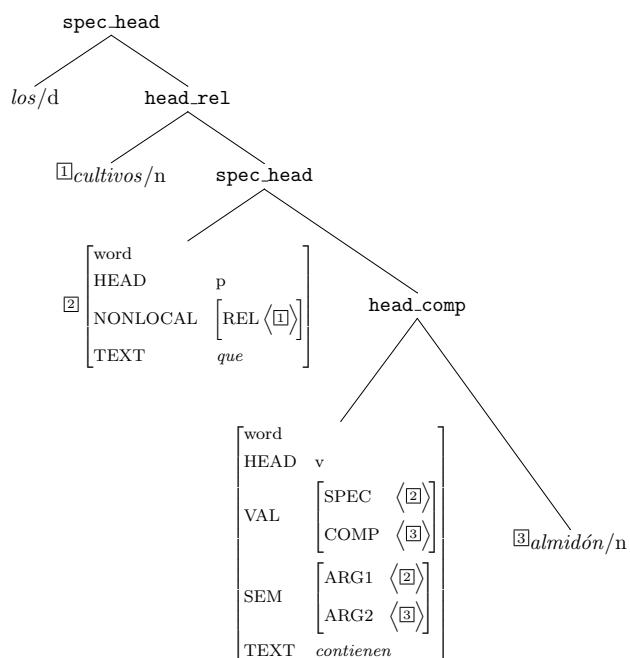 spec_head
los/d
head_rel
1 cultivos/n
spec_head
2
word
HEAD p
NONLOCAL [REL ⟨1⟩]
TEXT que
head_comp
word
HEAD v
VAL
SPEC ⟨2⟩
COMP ⟨3⟩
SEM
ARG1 ⟨2⟩
ARG2 ⟨3⟩
TEXT contienen
3 almidón/n